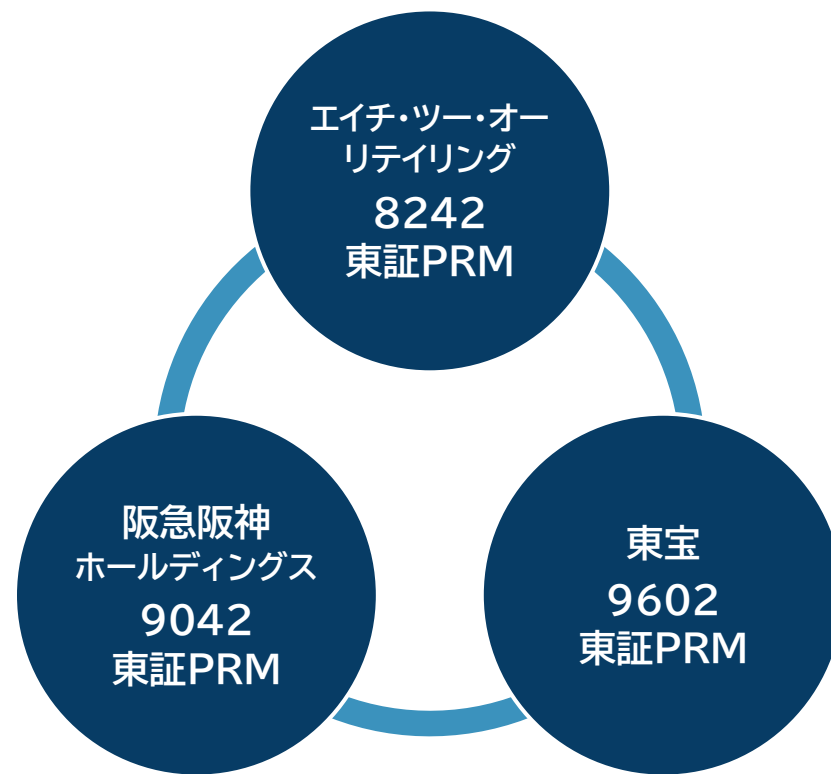 エイチ・ツー・オー
リテイリング
8242
東証PRM
阪急阪神
ホールディングス
9042
東証PRM
東宝
9602
東証PRM